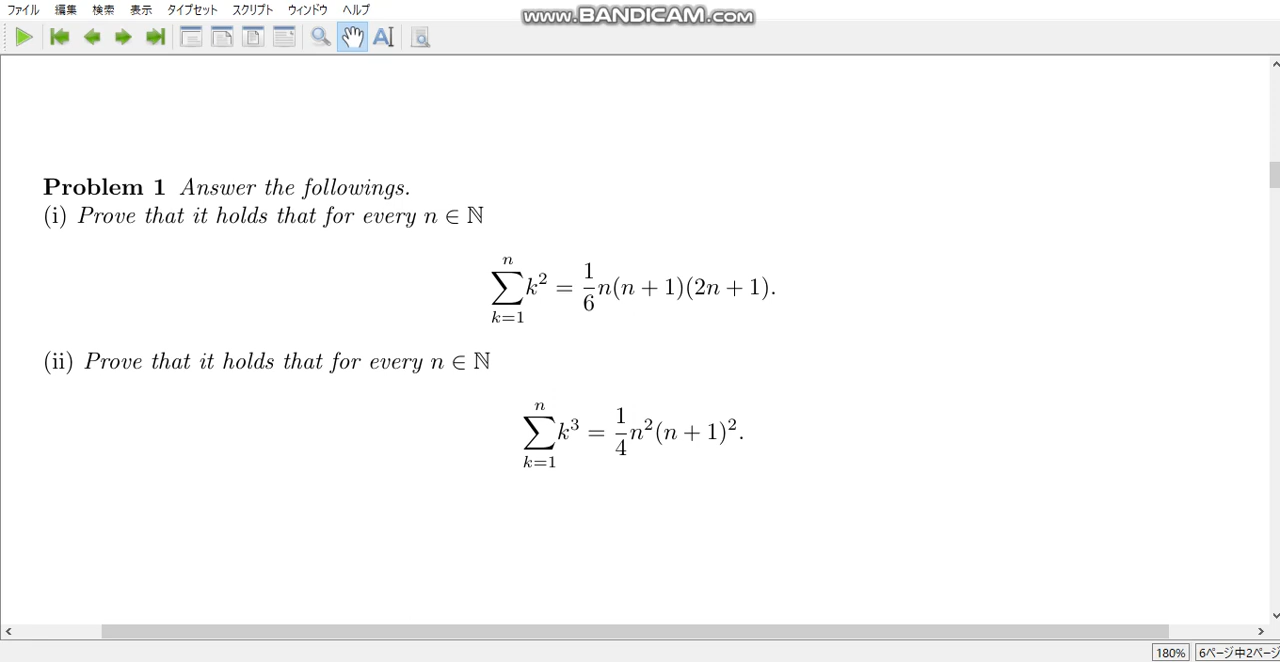 ファイル 編集 検索 表示 タイプセット スクリプト ウィンドウ ヘルプ
www.BANDICAM.com
Problem 1 Answer the followings.
(i) Prove that it holds that for every n ∈ ℕ
n
∑ k² = 1/6 n(n + 1)(2n + 1).
k=1
(ii) Prove that it holds that for every n ∈ ℕ
n
∑ k³ = 1/4 n²(n + 1)².
k=1
180% 6ページ中2ページ